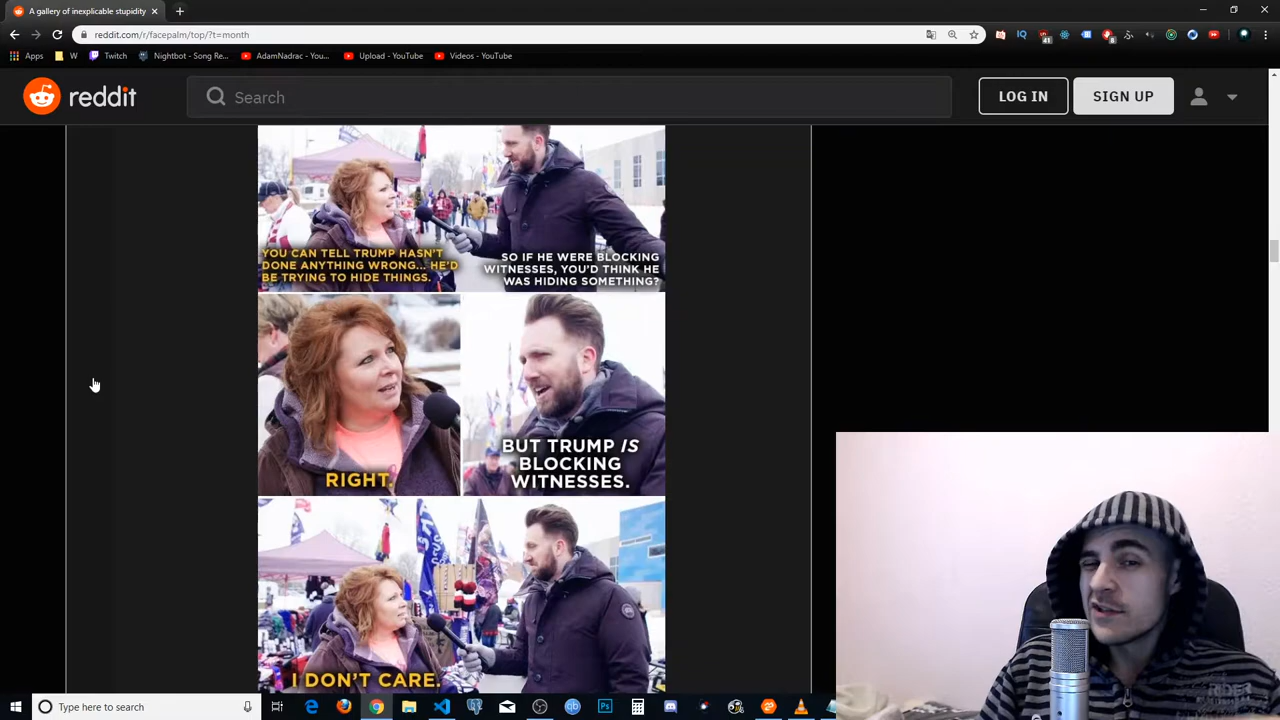 A gallery of inexplicable stupidity
reddit.com/r/facepalm/top/?t=month
Apps
W
Twitch
Nightbot - Song Re...
AdamNadrac - You...
Upload - YouTube
Videos - YouTube
reddit
Search
LOG IN
SIGN UP
YOU CAN TELL TRUMP HASN'T
DONE ANYTHING WRONG... HE'D
BE TRYING TO HIDE THINGS.
SO IF HE WERE BLOCKING
WITNESSES, YOU'D THINK HE
WAS HIDING SOMETHING?
RIGHT.
BUT TRUMP IS
BLOCKING
WITNESSES.
I DON'T CARE.
Type here to search